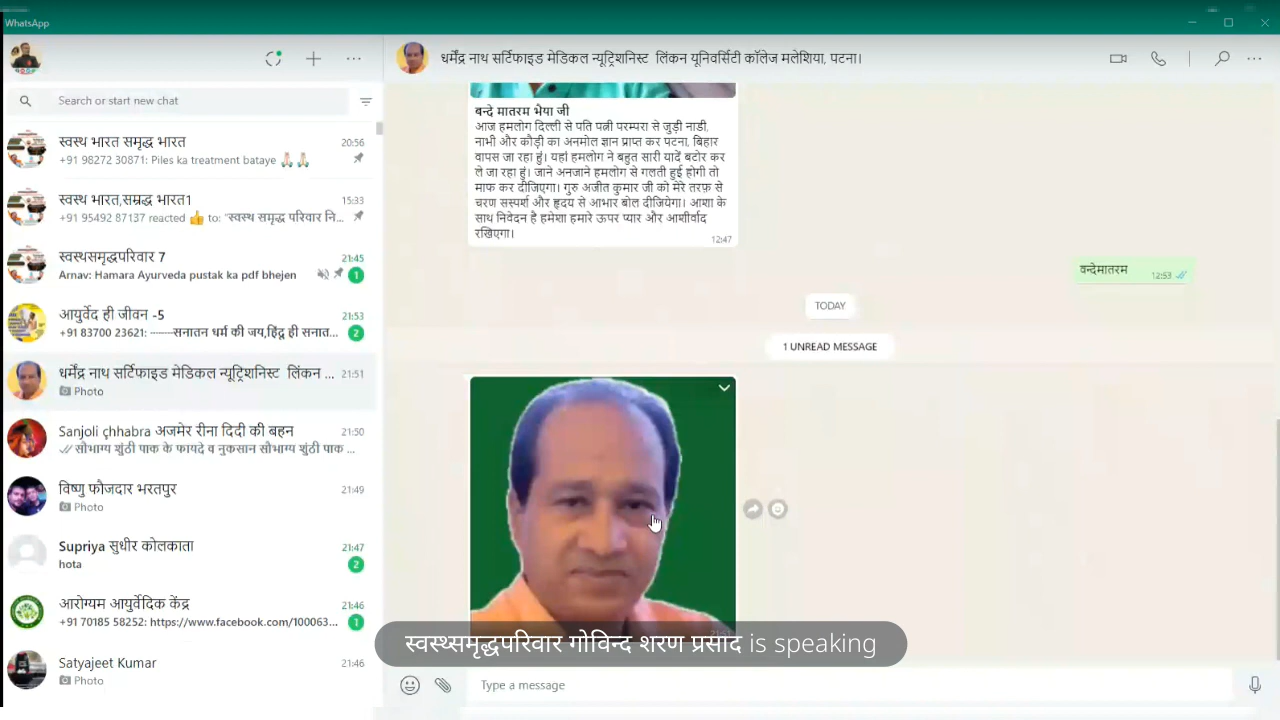 WhatsApp
Search or start new chat
स्वस्थ भारत समृद्ध भारत
20:56
+91 98272 30871: Piles ka treatment bataye 🙏🙏
स्वस्थ भारत,सम्रद्ध भारत1
15:33
+91 95492 87137 reacted 👍 to: "स्वस्थ समृद्ध परिवार नि...
स्वस्थसमृद्धपरिवार 7
21:45
Arnav: Hamara Ayurveda pustak ka pdf bhejen
1
आयुर्वेद ही जीवन -5
21:53
+91 83700 23621: -------सनातन धर्म की जय,हिंदू ही सनात...
2
धर्मेंद्र नाथ सर्टिफाइड मेडिकल न्यूट्रिशनिस्ट लिंकन ...
21:51
Photo
Sanjoli çhhabra अजमेर रीना दिदी की बहन
21:50
सौभाग्य शुंठी पाक के फायदे व नुकसान सौभाग्य शुंठी पाक ...
विष्णु फौजदार भरतपुर
21:49
Photo
Supriya सुधीर कोलकाता
21:47
hota
2
आरोग्यम आयुर्वेदिक केंद्र
21:46
+91 70185 58252: https://www.facebook.com/100063...
1
Satyajeet Kumar
21:46
Photo
धर्मेंद्र नाथ सर्टिफाइड मेडिकल न्यूट्रिशनिस्ट लिंकन यूनिवर्सिटी कॉलेज मलेशिया, पटना।
बन्दे मातरम भैया जी
आज हमलोग दिल्ली से पति पत्नी परम्परा से जुड़ी नाडी,
नाभी और कौड़ी का अनमोल ज्ञान प्राप्त कर पटना, बिहार
वापस जा रहा हूं। यहां हमलोग ने बहुत सारी यादें बटोर कर
ले जा रहा हूं। जाने अनजाने हमलोग से गलती हुई होगी तो
माफ कर दीजिएगा। गुरु अजीत कुमार जी को मेरे तरफ़ से
चरण सस्पर्श और हृदय से आभार बोल दीजियेगा। आशा के
साथ निवेदन है हमेशा हमारे ऊपर प्यार और आशीर्वाद
रखिएगा।
12:47
वन्देमातरम
12:53
TODAY
1 UNREAD MESSAGE
स्वस्थ्समृद्धपरिवार गोविन्द शरण प्रसाद is speaking
Type a message